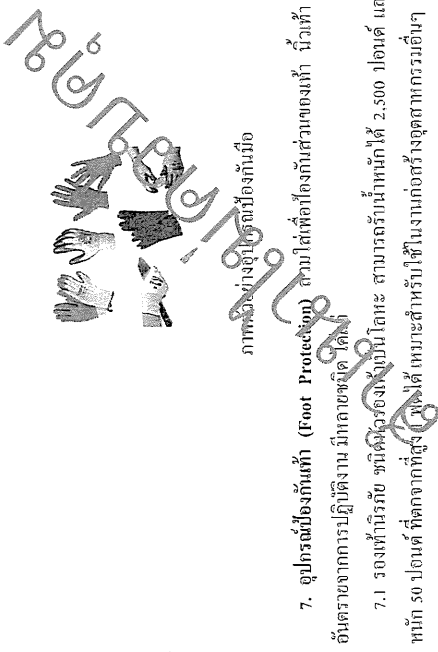 ภาพตัวอย่างอุปกรณ์ป้องกันมือ
7. อุปกรณ์ป้องกันเท้า (Foot Protection) สวมใส่เพื่อป้องกันส่วนของเท้า นิ้วเท้า
อันตรายจากการปฏิบัติงาน มีหลายชนิด ได้แก่
7.1 รองเท้านิรภัย ชนิดหัวรองเท้าเป็นโลหะ สามารถรับน้ำหนักได้ 2,500 ปอนด์ แล
หนัก 50 ปอนด์ ที่ตกจากที่สูง 1 ฟุตได้ เหมาะสำหรับใช้ในงานก่อสร้างอุตสาหกรรมอื่นๆ